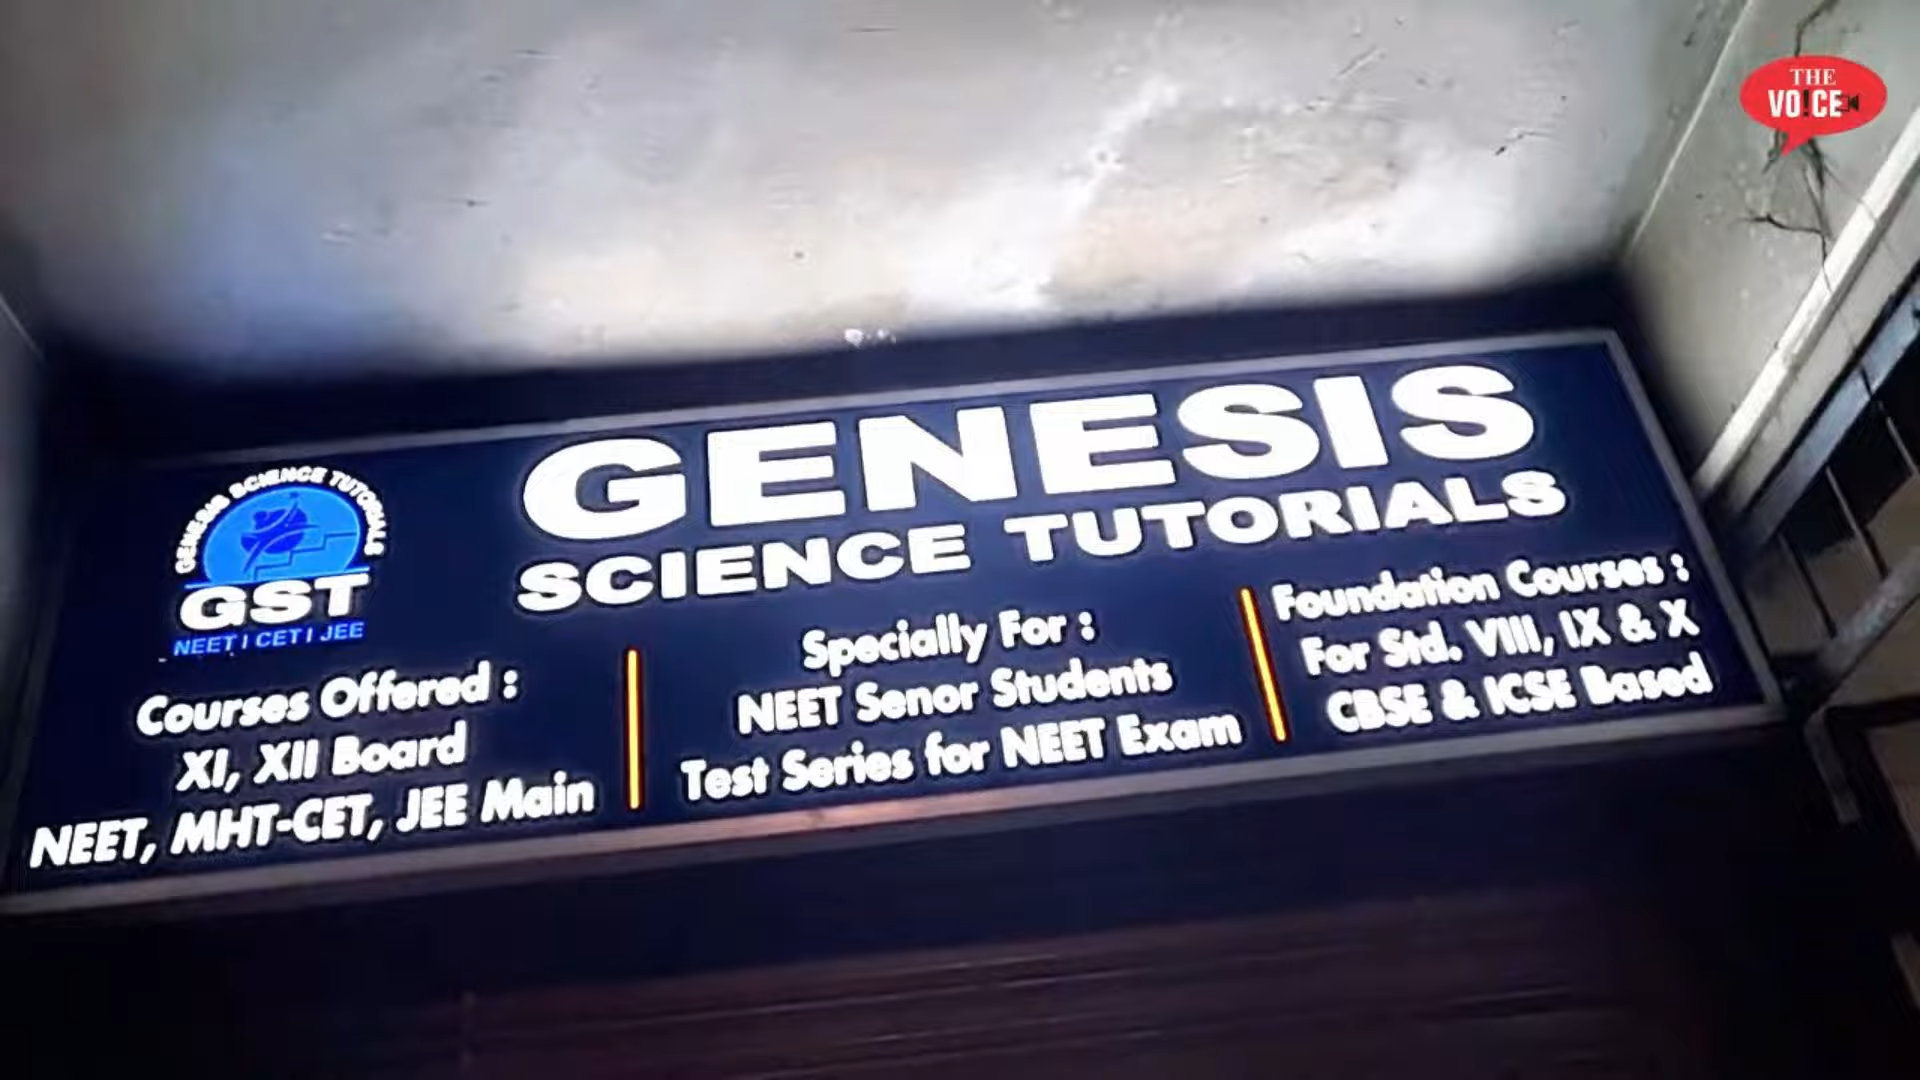 THE
VO!CE
GENESIS
SCIENCE TUTORIALS
GENESIS SCIENCE TUTORIALS
GST
NEET I CET I JEE
Courses Offered :
XI, XII Board
NEET, MHT-CET, JEE Main
Specially For :
NEET Senor Students
Test Series for NEET Exam
Foundation Courses :
For Std. VIII, IX & X
CBSE & ICSE Based